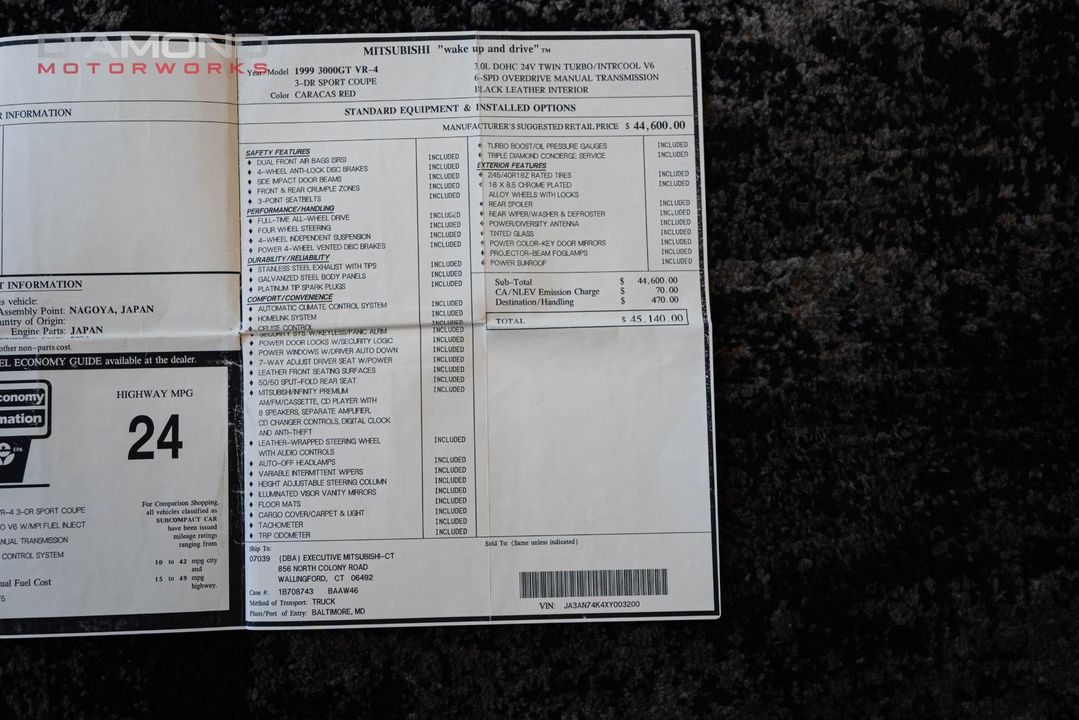 DIAMOND
MOTORWORKS
R INFORMATION
T INFORMATION
is vehicle:
Assembly Point: NAGOYA, JAPAN
ountry of Origin:
Engine Parts: JAPAN
other non-parts cost.
EL ECONOMY GUIDE available at the dealer.
conomy
mation
EPA
HIGHWAY MPG
24
VR-4 3-DR SPORT COUPE
O V6 W/MPI FUEL INJECT
NUAL TRANSMISSION
CONTROL SYSTEM
ual Fuel Cost
For Comparison Shopping,
all vehicles classified as
SUBCOMPACT CAR
have been issued
mileage ratings
ranging from
10 to 42 mpg city
and
15 to 49 mpg
highway.
MITSUBISHI "wake up and drive"™
Year/Model 1999 3000GT VR-4
3-DR SPORT COUPE
Color CARACAS RED
3.0L DOHC 24V TWIN TURBO/INTRCOOL V6
6-SPD OVERDRIVE MANUAL TRANSMISSION
BLACK LEATHER INTERIOR
STANDARD EQUIPMENT & INSTALLED OPTIONS
MANUFACTURER'S SUGGESTED RETAIL PRICE $ 44,600.00
SAFETY FEATURES
♦ DUAL FRONT AIR BAGS (SRS) INCLUDED
♦ 4-WHEEL ANTI-LOCK DISC BRAKES INCLUDED
♦ SIDE IMPACT DOOR BEAMS INCLUDED
♦ FRONT & REAR CRUMPLE ZONES INCLUDED
♦ 3-POINT SEATBELTS INCLUDED
PERFORMANCE/HANDLING
♦ FULL-TIME ALL-WHEEL DRIVE INCLUDED
♦ FOUR WHEEL STEERING INCLUDED
♦ 4-WHEEL INDEPENDENT SUSPENSION INCLUDED
♦ POWER 4-WHEEL VENTED DISC BRAKES INCLUDED
DURABILITY/RELIABILITY
♦ STAINLESS STEEL EXHAUST WITH TIPS INCLUDED
♦ GALVANIZED STEEL BODY PANELS INCLUDED
♦ PLATINUM TIP SPARK PLUGS INCLUDED
COMFORT/CONVENIENCE
♦ AUTOMATIC CLIMATE CONTROL SYSTEM INCLUDED
♦ HOMELINK SYSTEM INCLUDED
♦ CRUISE CONTROL INCLUDED
♦ SECURITY SYS. W/KEYLESS/PANIC ALRM INCLUDED
♦ POWER DOOR LOCKS W/SECURITY LOGIC INCLUDED
♦ POWER WINDOWS W/DRIVER AUTO DOWN INCLUDED
♦ 7-WAY ADJUST DRIVER SEAT W/POWER INCLUDED
♦ LEATHER FRONT SEATING SURFACES INCLUDED
♦ 50/50 SPLIT-FOLD REAR SEAT INCLUDED
♦ MITSUBISHI/INFINITY PREMIUM INCLUDED
AM/FM/CASSETTE, CD PLAYER WITH
8 SPEAKERS, SEPARATE AMPLIFIER,
CD CHANGER CONTROLS, DIGITAL CLOCK
AND ANTI-THEFT
♦ LEATHER-WRAPPED STEERING WHEEL INCLUDED
WITH AUDIO CONTROLS
♦ AUTO-OFF HEADLAMPS INCLUDED
♦ VARIABLE INTERMITTENT WIPERS INCLUDED
♦ HEIGHT ADJUSTABLE STEERING COLUMN INCLUDED
♦ ILLUMINATED VISOR VANITY MIRRORS INCLUDED
♦ FLOOR MATS INCLUDED
♦ CARGO COVER/CARPET & LIGHT INCLUDED
♦ TACHOMETER INCLUDED
♦ TRIP ODOMETER INCLUDED
♦ TURBO BOOST/OIL PRESSURE GAUGES INCLUDED
♦ TRIPLE DIAMOND CONCIERGE SERVICE INCLUDED
EXTERIOR FEATURES
♦ 245/40R18Z RATED TIRES INCLUDED
♦ 18 X 8.5 CHROME PLATED INCLUDED
ALLOY WHEELS WITH LOCKS
♦ REAR SPOILER INCLUDED
♦ REAR WIPER/WASHER & DEFROSTER INCLUDED
♦ POWER/DIVERSITY ANTENNA INCLUDED
♦ TINTED GLASS INCLUDED
♦ POWER COLOR-KEY DOOR MIRRORS INCLUDED
♦ PROJECTOR-BEAM FOGLAMPS INCLUDED
♦ POWER SUNROOF INCLUDED
Sub-Total $ 44,600.00
CA/NLEV Emission Charge $ 70.00
Destination/Handling $ 470.00
TOTAL $ 45,140.00
Ship To:
07039 (DBA) EXECUTIVE MITSUBISHI-CT
856 NORTH COLONY ROAD
WALLINGFORD, CT 06492
Case #: 1B708743 BAAW46
Method of Transport: TRUCK
Plant/Port of Entry: BALTIMORE, MD
Sold To: (Same unless indicated)
VIN: JA3AN74K4XY003200